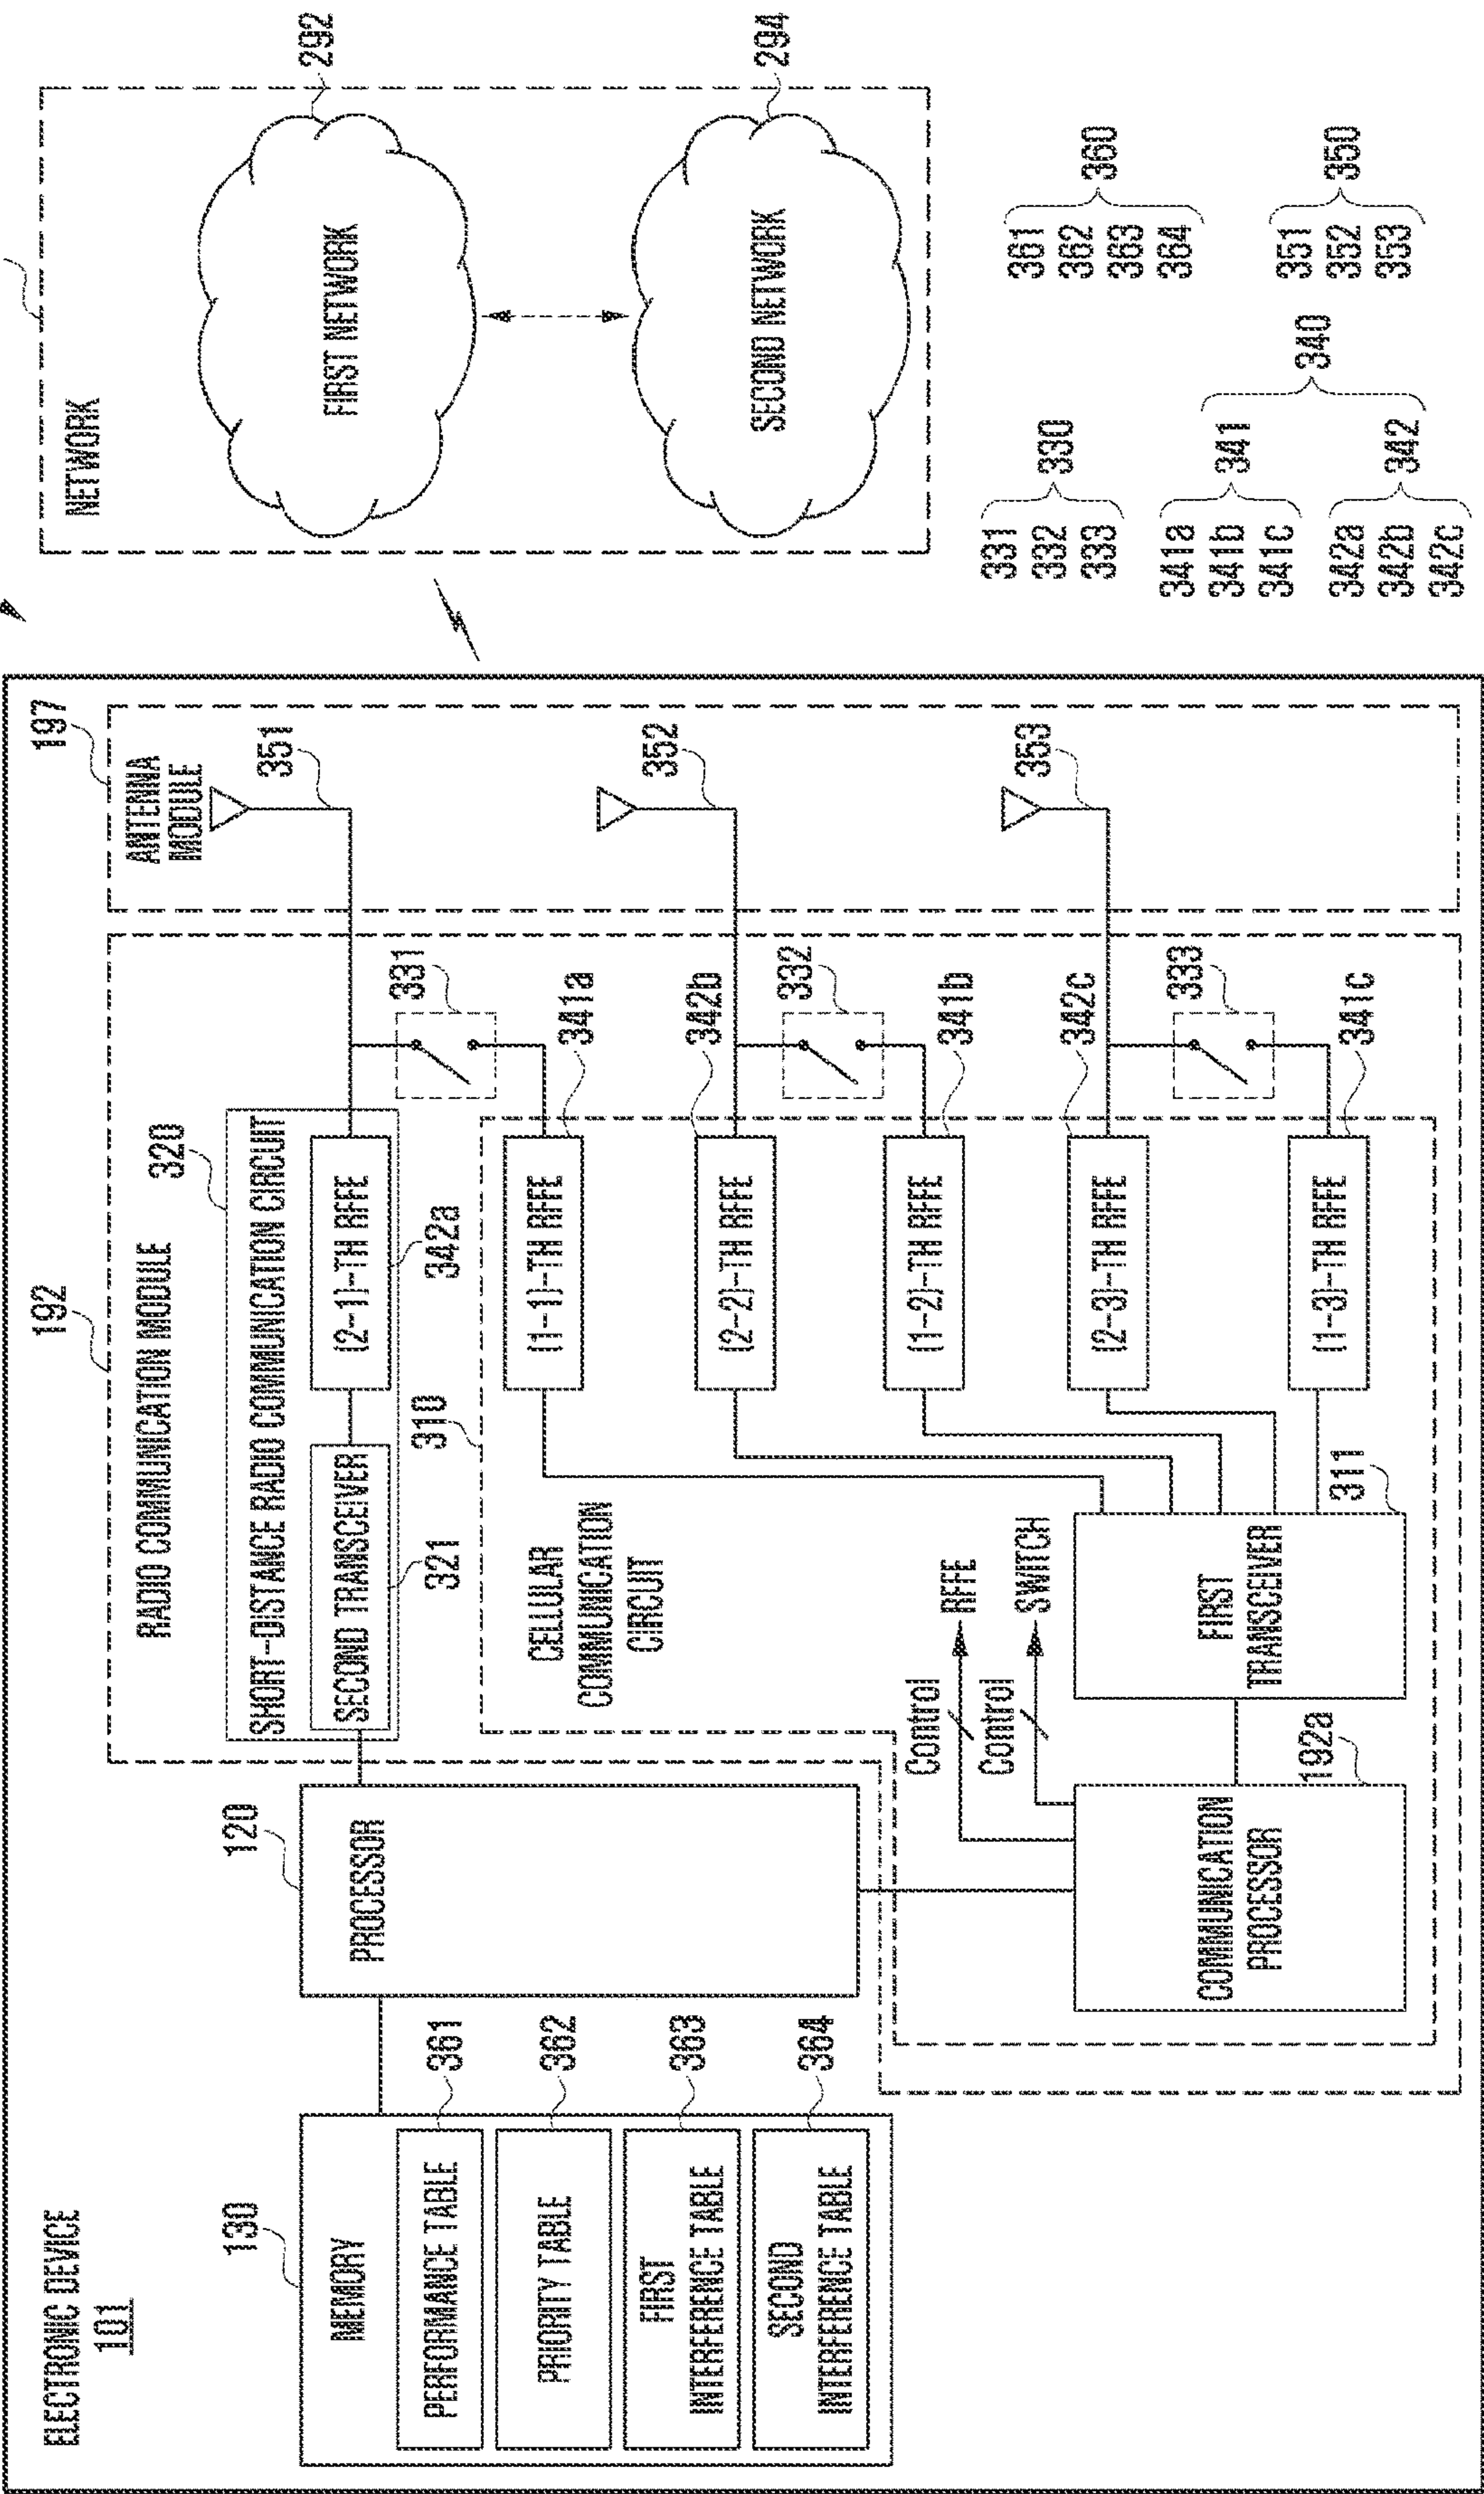 ELECTRONIC DEVICE
101
130
MEMORY
PERFORMANCE TABLE
361
PRIORITY TABLE
362
FIRST
INTERFERENCE TABLE
363
SECOND
INTERFERENCE TABLE
364
120
PROCESSOR
192
RADIO COMMUNICATION MODULE
320
SHORT-DISTANCE RADIO COMMUNICATION CIRCUIT
SECOND TRANSCEIVER
321
(2-1)-TH RFFE
342a
310
CELLULAR
COMMUNICATION
CIRCUIT
331
(1-1)-TH RFFE
341a
(2-2)-TH RFFE
342b
332
(1-2)-TH RFFE
341b
(2-3)-TH RFFE
342c
333
(1-3)-TH RFFE
341c
Control
RFFE
Control
SWITCH
COMMUNICATION
PROCESSOR
192a
FIRST
TRANSCEIVER
311
197
ANTENNA
MODULE
351
352
353
NETWORK
FIRST NETWORK
292
SECOND NETWORK
294
331
332
333
330
341a
341b
341c
341
342a
342b
342c
342
340
361
362
363
364
360
351
352
353
350